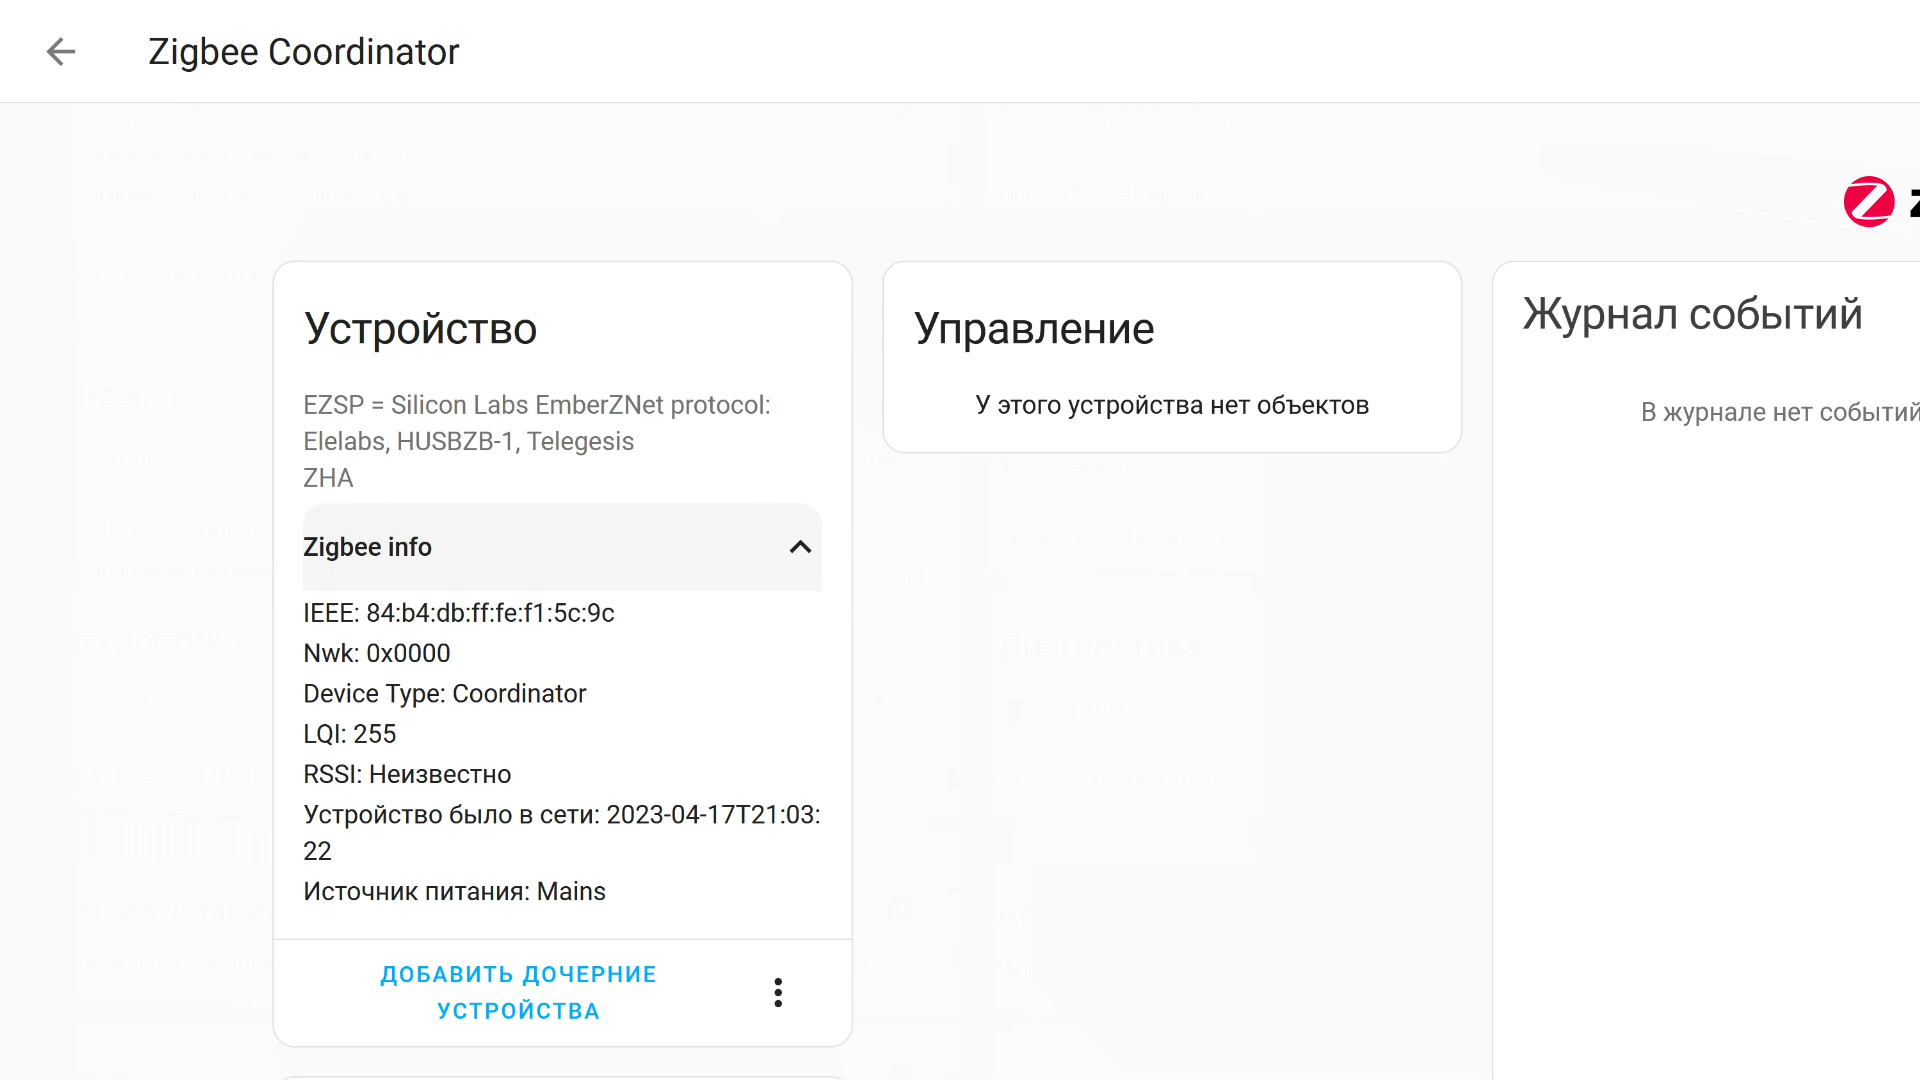 Zigbee Coordinator
Устройство
EZSP = Silicon Labs EmberZNet protocol:
Elelabs, HUSBZB-1, Telegesis
ZHA
Zigbee info
IEEE: 84:b4:db:ff:fe:f1:5c:9c
Nwk: 0x0000
Device Type: Coordinator
LQI: 255
RSSI: Неизвестно
Устройство было в сети: 2023-04-17T21:03:
22
Источник питания: Mains
ДОБАВИТЬ ДОЧЕРНИЕ
УСТРОЙСТВА
Управление
У этого устройства нет объектов
Журнал событий
В журнале нет событий